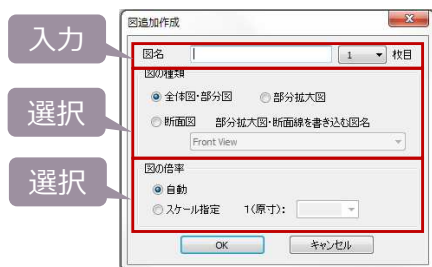 図追加作成
入力
図名 1 枚目
図の種類
選択
全体図・部分図 部分拡大図
断面図 部分拡大図・断面線を書き込む図名
Front View
図の倍率
選択
自動
スケール指定 1(原寸):
OK キャンセル